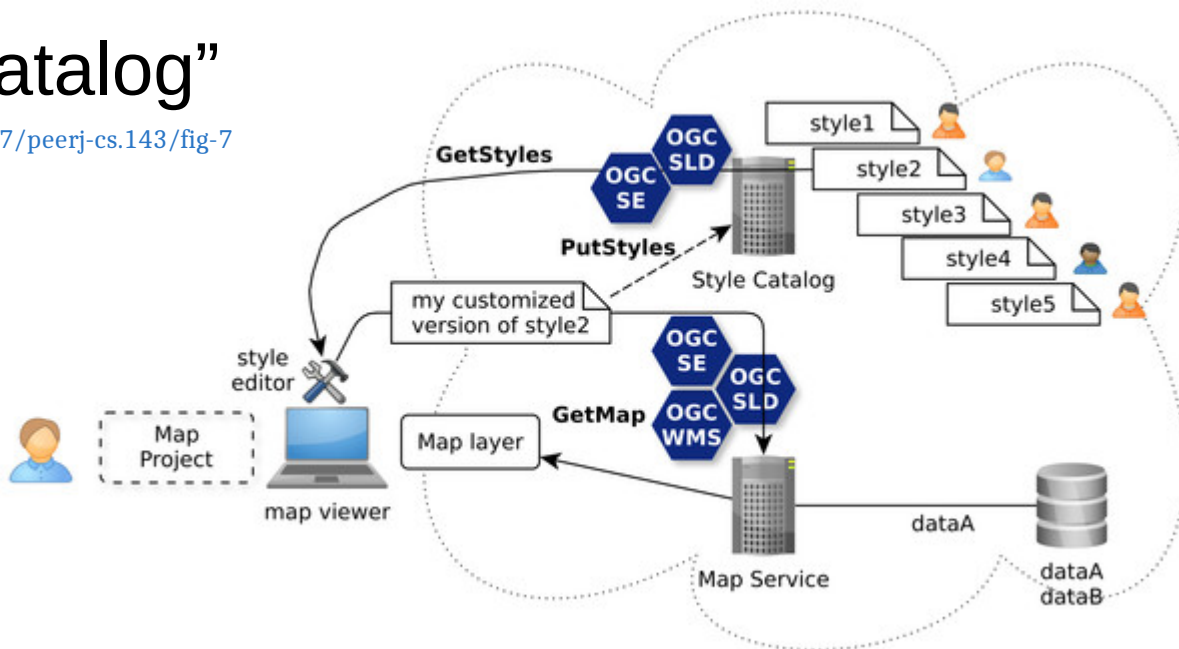 atalog”
7/peerj-cs.143/fig-7
GetStyles
OGC
SLD
OGC
SE
style1
style2
style3
style4
style5
PutStyles
Style Catalog
my customized
version of style2
style
editor
OGC
SE
OGC
SLD
OGC
WMS
GetMap
Map
Project
Map layer
map viewer
dataA
Map Service
dataA
dataB